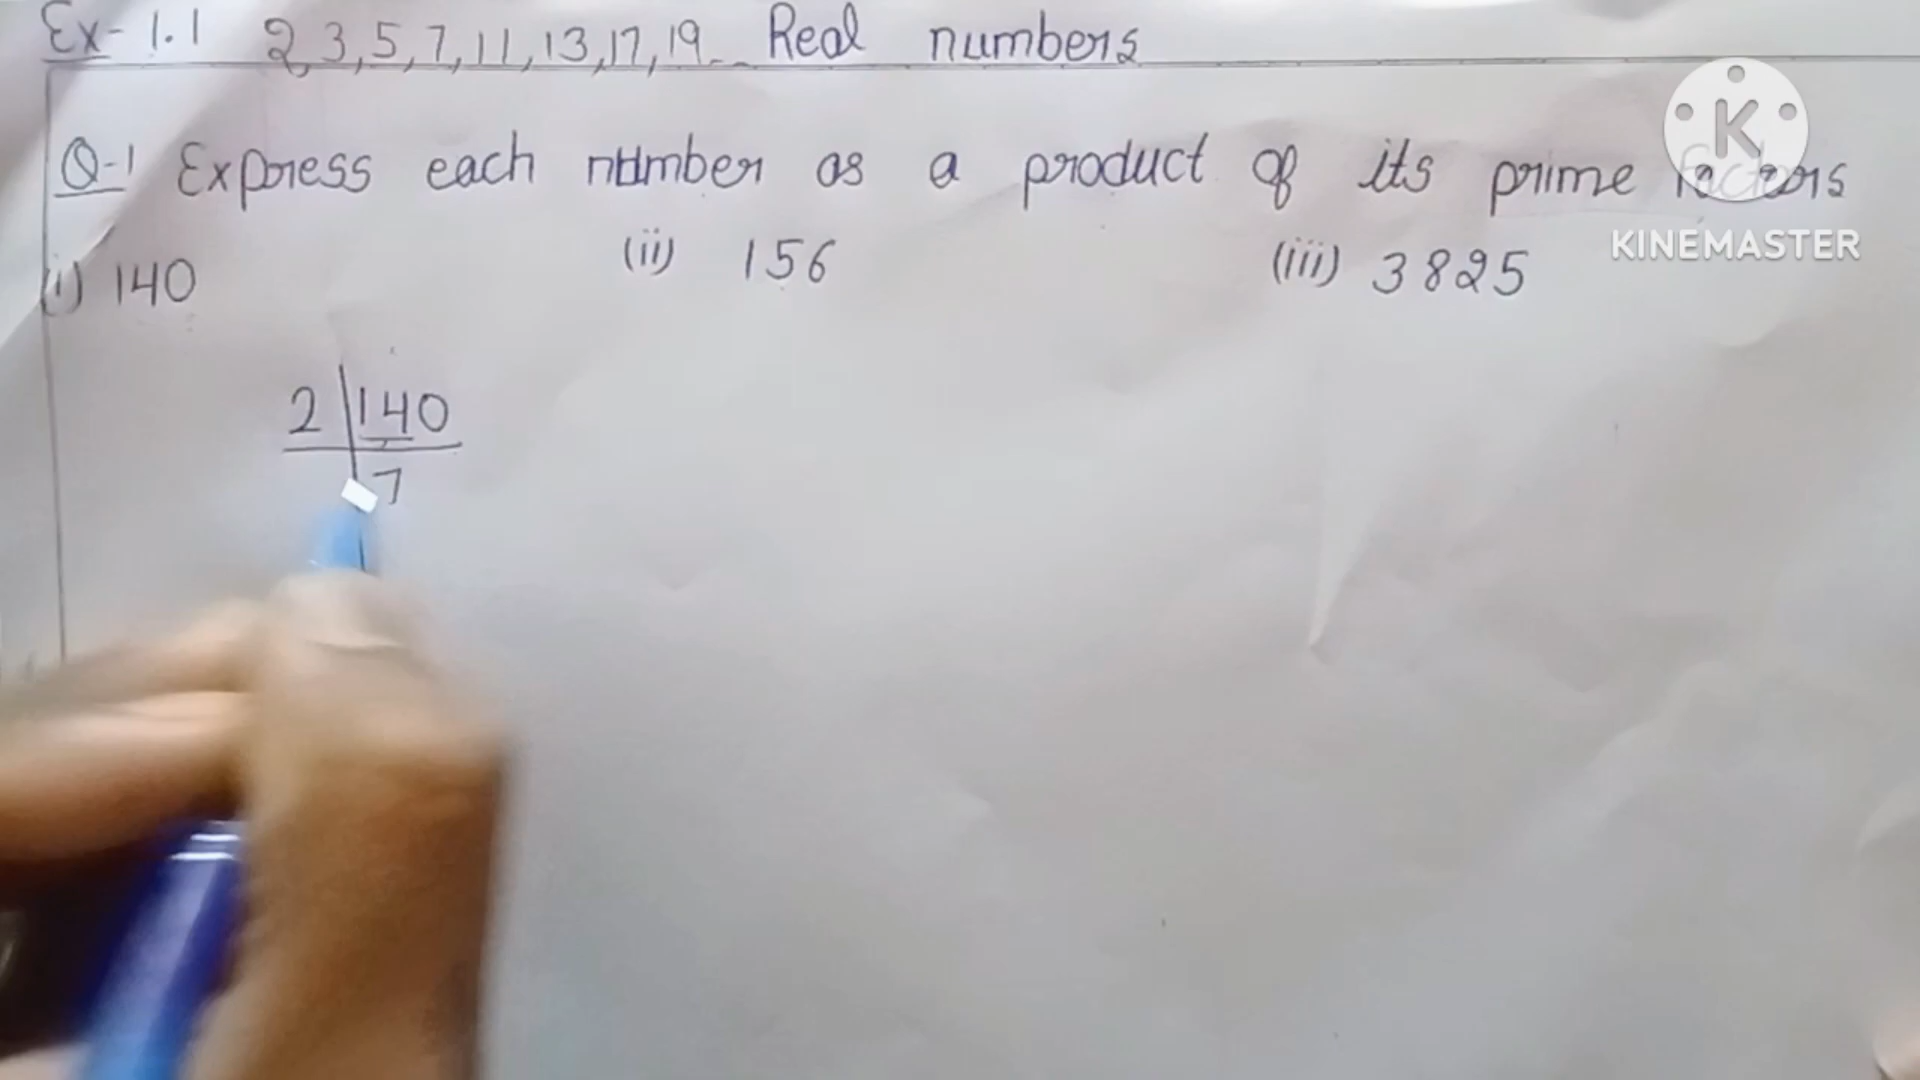 Ex-1.1 2,3,5,7,11,13,17,19.. Real numbers
K
Q-1 Express each number as a product of its prime factors
KINEMASTER
(i) 140 (ii) 156 (iii) 3825
2 140
7